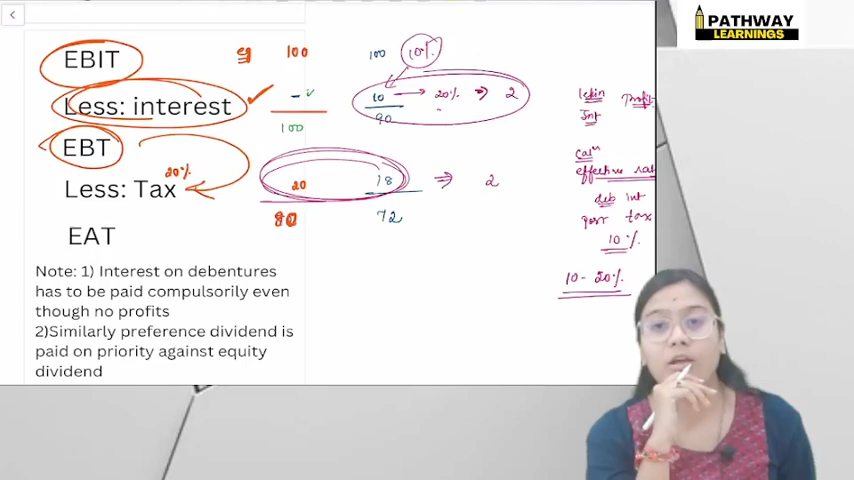 PATHWAY
LEARNINGS
EBIT eg 100 100 10%
Less: interest - 10 → 20% ⇒ 2
100 90
EBT
20%
Less: Tax 20 18 ⇒ 2
80 72
EAT
Int Profit
Calⁿ
effective rate
deb int
post tax
10%
10 - 20%
Note: 1) Interest on debentures
has to be paid compulsorily even
though no profits
2)Similarly preference dividend is
paid on priority against equity
dividend